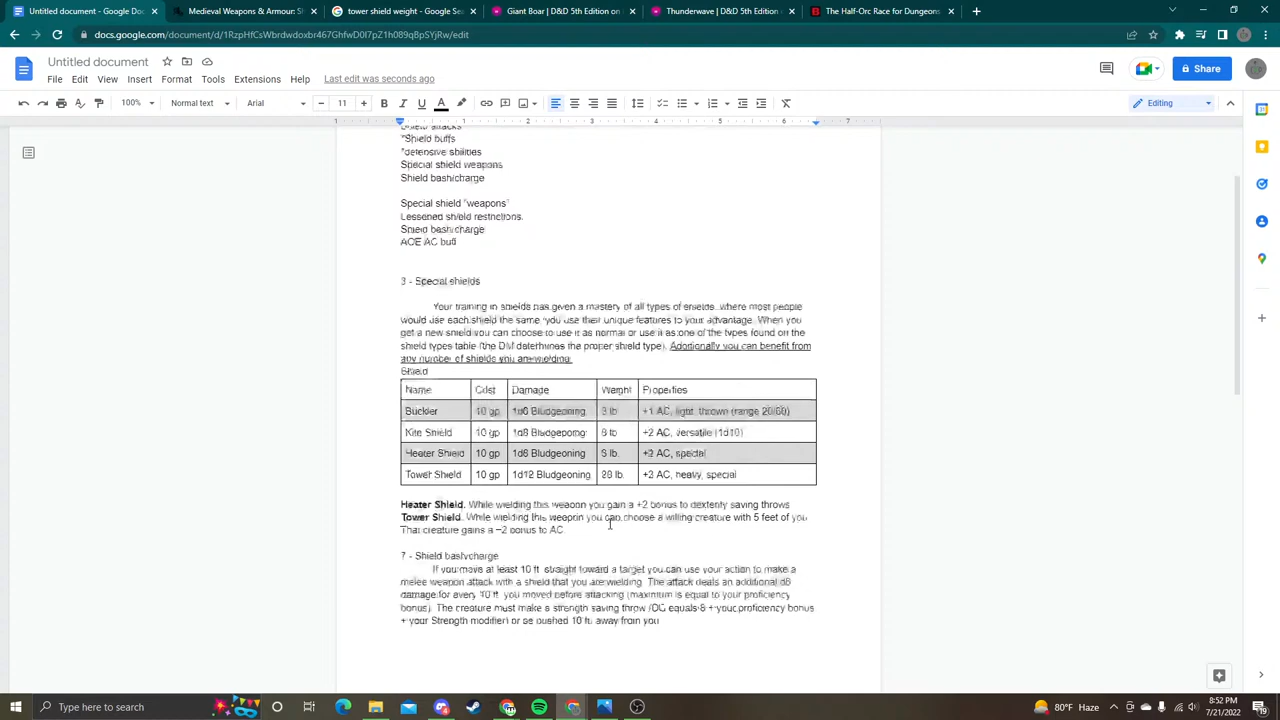 Untitled document - Google Doc
Medieval Weapons & Armour Sh
tower shield weight - Google Sea
Giant Boar | D&D 5th Edition on
Thunderwave | D&D 5th Edition
The Half-Orc Race for Dungeons
docs.google.com/document/d/
/edit
Untitled document
File Edit View Insert Format Tools Extensions Help Last edit was seconds ago
Share
100% Normal text Arial 11 Editing
1 1 2 3 4 5 6 7
attacks
*Shield buffs
*defensive abilities
Special shield weapons
Shield bash/charge
Special shield "weapons"
Lessened shield restrictions.
bash/charge
AOE AC buff
3 - Special shields
Your training in shields has given a mastery of all types of shields. where most people
would use each shield the same you use their unique features to your advantage. When you
get a new shield you can choose to use it as normal or use it as one of the types found on the
shield types table (the DM determines the proper shield type). Additionally you can benefit from
any number of shields you are wielding.
Shield
Name Cost Damage Weight Properties
Buckler 10 gp 1d6 Bludgeoning lb +1 AC, light, thrown (range 20/60)
Kite Shield 10 gp 1d8 lb +2 AC, versatile (1d10)
Heater Shield 10 gp Bludgeoning lb. +2 AC, special
Tower Shield 10 gp 1d12 Bludgeoning lb. AC, heavy, special
Heater Shield. While welding this weapon you gain a +2 bonus to dexterity saving throws
Tower Shield. While welding this weapon you can choose a willing creature with 5 feet of you
That creature gains a bonus to AC
7 - Shield bash/charge
If you move at least 10 ft straight toward a target you can use your action to make a
melee weapon attack with a shield that you are welding. The attack deals an additional
damage for every 10 ft. you moved before attacking (maximum is equal to your proficiency
bonus). The creature must make a strength saving throw (DC equals 8 + your proficiency bonus
+ your Strength modifier) or be pushed 10 ft away from you
Type here to search
80°F Haze
8:52 PM
7/21/2022